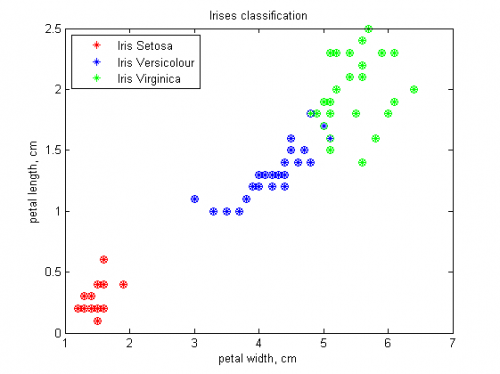 Irises classification
Iris Setosa
Iris Versicolour
Iris Virginica
petal length, cm
2.5
2
1.5
1
0.5
0
1
2
3
4
5
6
7
petal width, cm